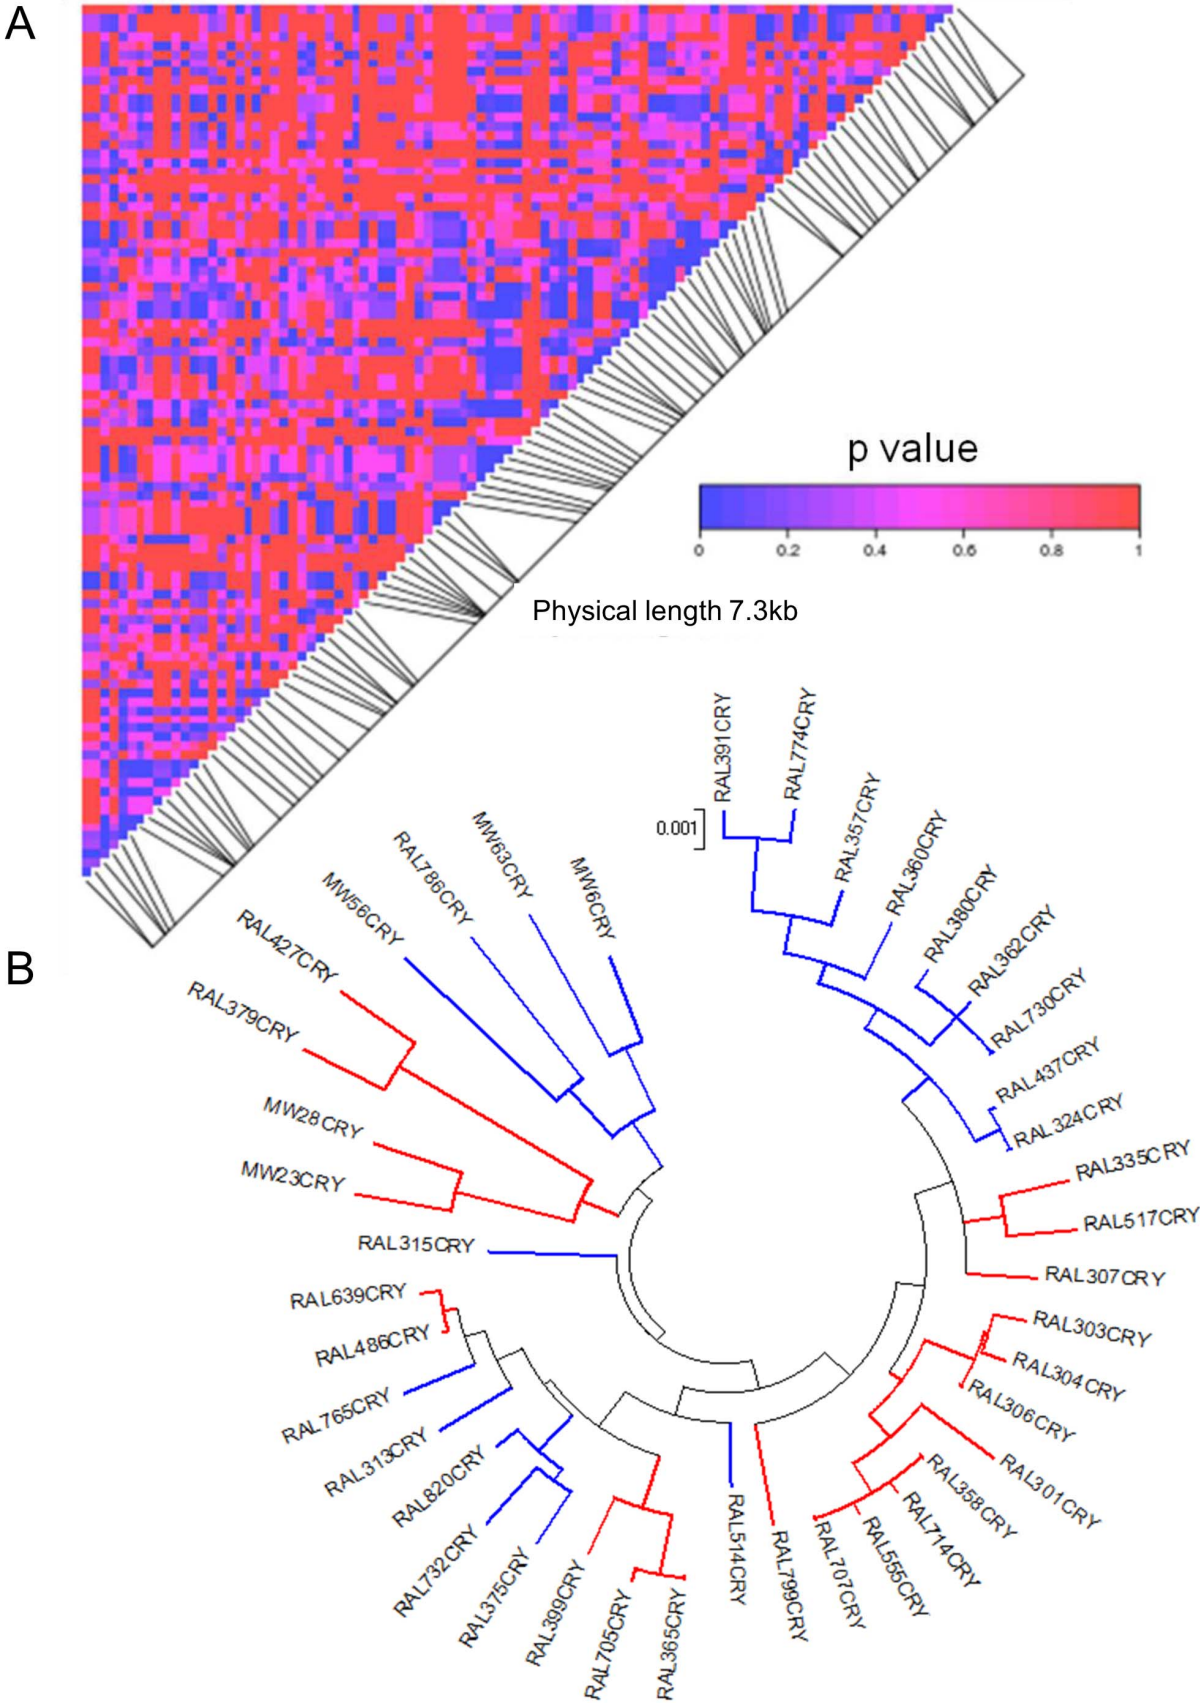 A
p value
0 0.2 0.4 0.6 0.8 1
Physical length 7.3kb
B
0.001
RAL391CRY
RAL774CRY
RAL357CRY
RAL360CRY
RAL380CRY
RAL362CRY
RAL730CRY
RAL437CRY
RAL324CRY
RAL335CRY
RAL517CRY
RAL307CRY
RAL303CRY
RAL304CRY
RAL306CRY
RAL301CRY
RAL358CRY
RAL714CRY
RAL555CRY
RAL707CRY
RAL799CRY
RAL514CRY
RAL365CRY
RAL705CRY
RAL399CRY
RAL375CRY
RAL732CRY
RAL820CRY
RAL313CRY
RAL765CRY
RAL486CRY
RAL639CRY
RAL315CRY
MW23CRY
MW28CRY
RAL379CRY
RAL427CRY
MW56CRY
RAL786CRY
MW63CRY
MW6CRY